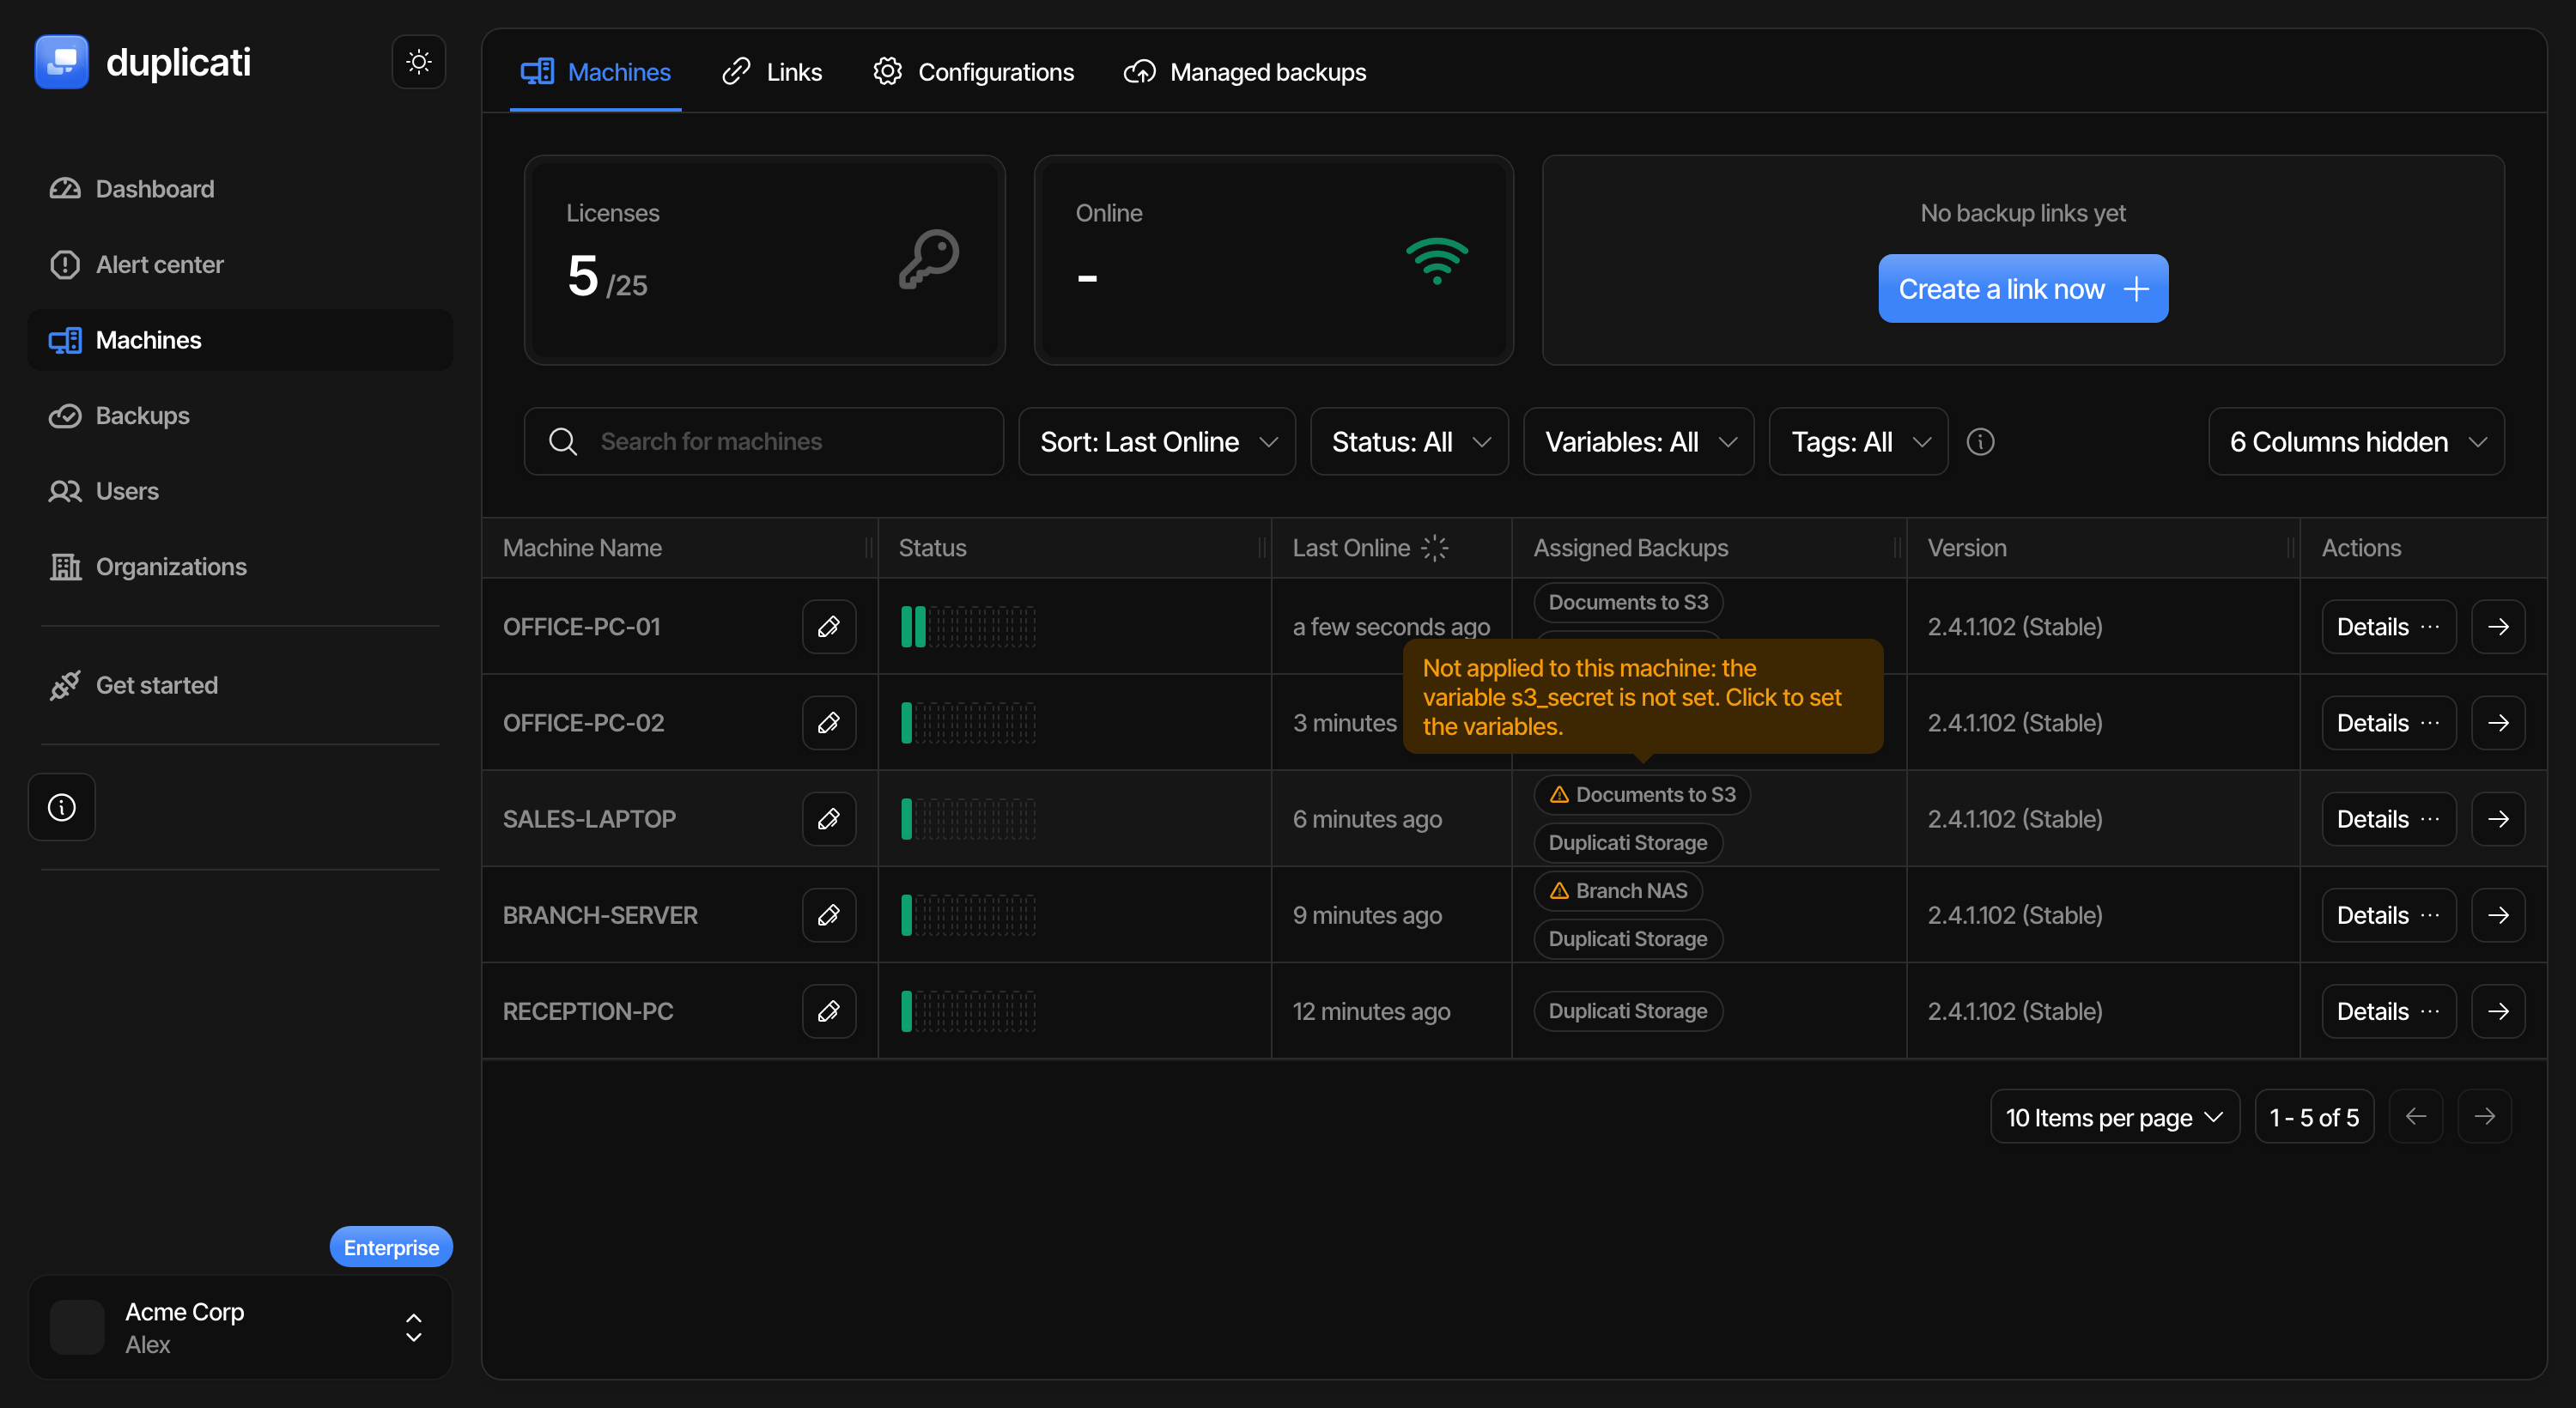 duplicati
Dashboard
Alert center
Machines
Backups
Users
Organizations
Get started
Enterprise
Acme Corp
Alex
Machines
Links
Configurations
Managed backups
Licenses
5 /25
Online
-
No backup links yet
Create a link now
Search for machines
Sort: Last Online
Status: All
Variables: All
Tags: All
6 Columns hidden
Machine Name
Status
Last Online
Assigned Backups
Version
Actions
OFFICE-PC-01
a few seconds ago
Documents to S3
2.4.1.102 (Stable)
Details
Not applied to this machine: the
variable s3_secret is not set. Click to set
the variables.
OFFICE-PC-02
3 minutes
2.4.1.102 (Stable)
Details
SALES-LAPTOP
6 minutes ago
Documents to S3
Duplicati Storage
2.4.1.102 (Stable)
Details
BRANCH-SERVER
9 minutes ago
Branch NAS
Duplicati Storage
2.4.1.102 (Stable)
Details
RECEPTION-PC
12 minutes ago
Duplicati Storage
2.4.1.102 (Stable)
Details
10 Items per page
1 - 5 of 5